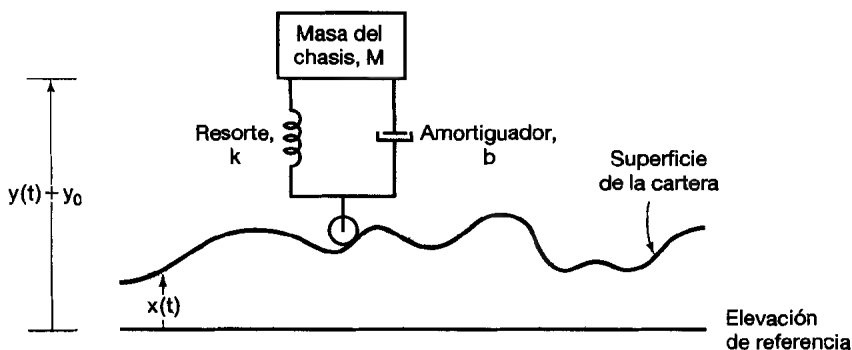 Masa del
chasis, M
Resorte,
k
Amortiguador,
b
Superficie
de la cartera
y(t) + y₀
x(t)
Elevación
de referencia